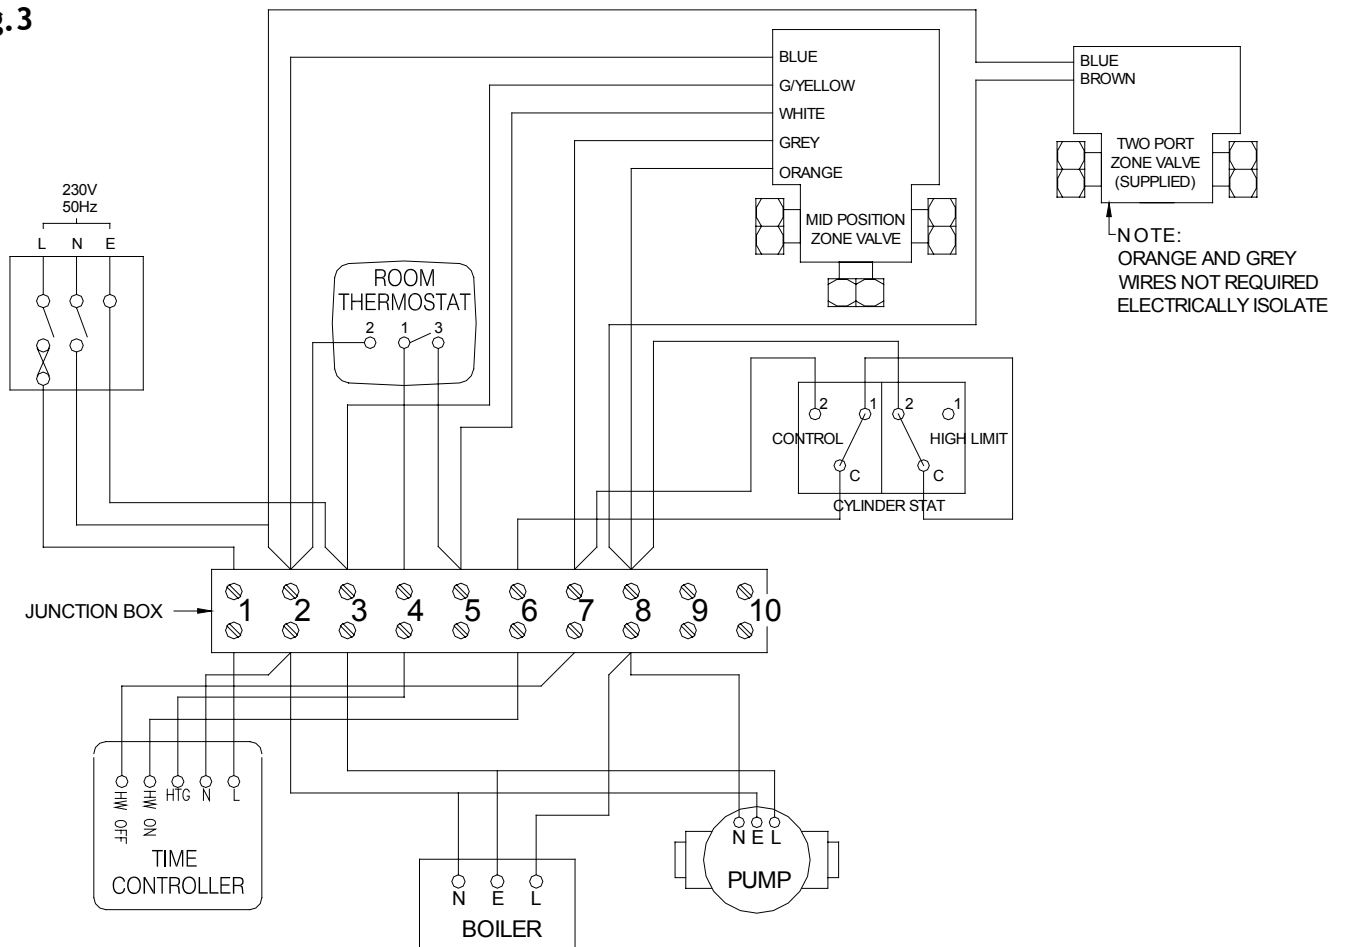 g.3
BLUE
G/YELLOW
WHITE
GREY
ORANGE
MID POSITION
ZONE VALVE
BLUE
BROWN
TWO PORT
ZONE VALVE
(SUPPLIED)
NOTE:
ORANGE AND GREY
WIRES NOT REQUIRED
ELECTRICALLY ISOLATE
230V
50Hz
L N E
ROOM
THERMOSTAT
2 1 3
2 1 2 1
CONTROL HIGH LIMIT
C C
CYLINDER STAT
JUNCTION BOX
1 2 3 4 5 6 7 8 9 10
HW OFF HW ON HTG N L
TIME
CONTROLLER
N E L
BOILER
N E L
PUMP